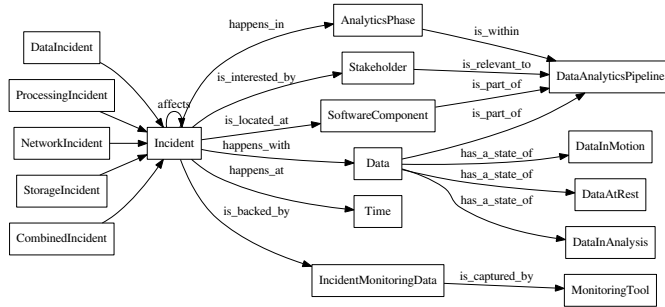 happens_in
AnalyticsPhase
is_within
DataIncident
is_interested_by
Stakeholder
is_relevant_to
DataAnalyticsPipeline
ProcessingIncident
affects
is_part_of
is_located_at
SoftwareComponent
is_part_of
NetworkIncident
Incident
happens_with
Data
has_a_state_of
DataInMotion
StorageIncident
happens_at
has_a_state_of
DataAtRest
Time
has_a_state_of
CombinedIncident
is_backed_by
DataInAnalysis
IncidentMonitoringData
is_captured_by
MonitoringTool